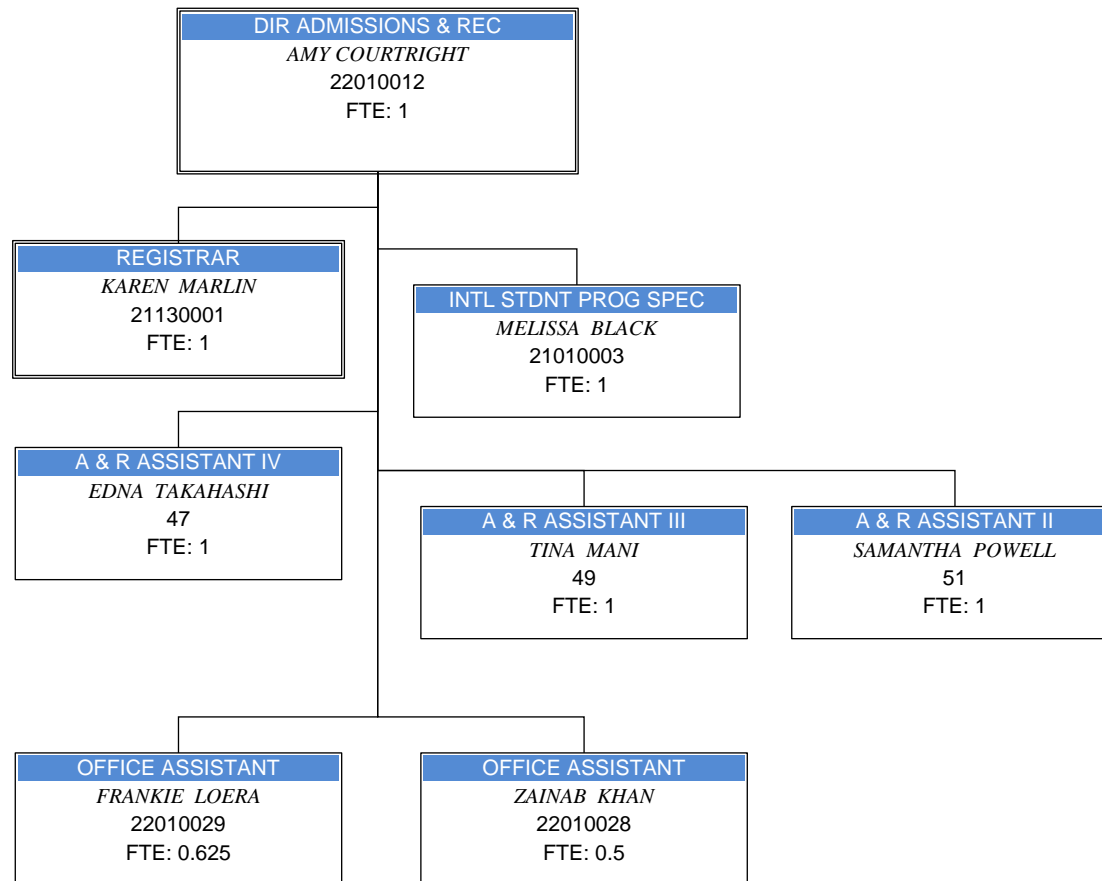 DIR ADMISSIONS & REC
AMY COURTRIGHT
22010012
FTE: 1
REGISTRAR
KAREN MARLIN
21130001
FTE: 1
INTL STDNT PROG SPEC
MELISSA BLACK
21010003
FTE: 1
A & R ASSISTANT IV
EDNA TAKAHASHI
47
FTE: 1
A & R ASSISTANT III
TINA MANI
49
FTE: 1
A & R ASSISTANT II
SAMANTHA POWELL
51
FTE: 1
OFFICE ASSISTANT
FRANKIE LOERA
22010029
FTE: 0.625
OFFICE ASSISTANT
ZAINAB KHAN
22010028
FTE: 0.5